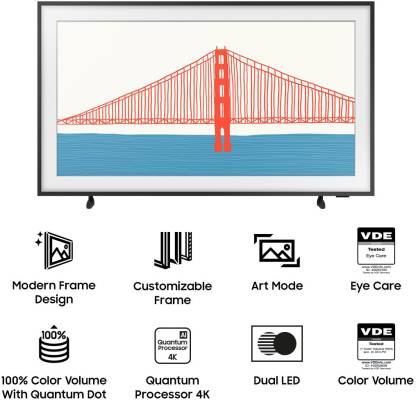 Modern Frame
Design
Customizable
Frame
Art Mode
VDE
Tested
Eye Care
Eye Care
100%
100% Color Volume
With Quantum Dot
AI
Quantum
Processor
4K
Quantum
Processor 4K
Dual LED
VDE
Tested
Color Volume